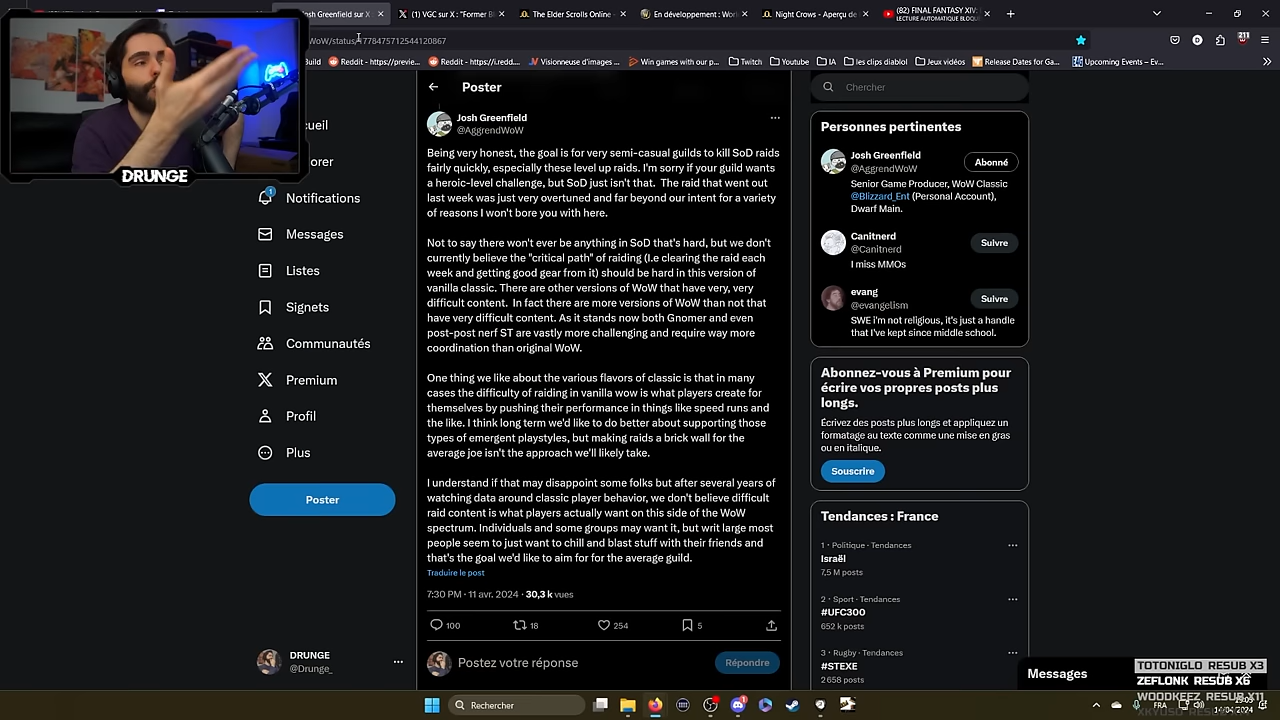 Josh Greenfield sur X
(1) VGC sur X : "Former B
The Elder Scrolls Online -
En développement : Worl
Night Crows - Aperçu de
(82) FINAL FANTASY XIV:
LECTURE AUTOMATIQUE BLOQU
WoW/status/1778475712544120867
Build
Reddit - https://previe...
Reddit - https://i.redd...
Visionneuse d'images ...
Win games with our p...
Twitch
Youtube
IA
les clips diablol
Jeux vidéos
Release Dates for Ga...
Upcoming Events – Ev...
DRUNGE
cueil
orer
1
Notifications
Messages
Listes
Signets
Communautés
Premium
Profil
Plus
Poster
DRUNGE
@Drunge_
Poster
Josh Greenfield
@AggrendWoW
Being very honest, the goal is for very semi-casual guilds to kill SoD raids
fairly quickly, especially these level up raids. I'm sorry if your guild wants
a heroic-level challenge, but SoD just isn't that. The raid that went out
last week was just very overtuned and far beyond our intent for a variety
of reasons I won't bore you with here.
Not to say there won't ever be anything in SoD that's hard, but we don't
currently believe the "critical path" of raiding (I.e clearing the raid each
week and getting good gear from it) should be hard in this version of
vanilla classic. There are other versions of WoW that have very, very
difficult content. In fact there are more versions of WoW than not that
have very difficult content. As it stands now both Gnomer and even
post-post nerf ST are vastly more challenging and require way more
coordination than original WoW.
One thing we like about the various flavors of classic is that in many
cases the difficulty of raiding in vanilla wow is what players create for
themselves by pushing their performance in things like speed runs and
the like. I think long term we'd like to do better about supporting those
types of emergent playstyles, but making raids a brick wall for the
average joe isn't the approach we'll likely take.
I understand if that may disappoint some folks but after several years of
watching data around classic player behavior, we don't believe difficult
raid content is what players actually want on this side of the WoW
spectrum. Individuals and some groups may want it, but writ large most
people seem to just want to chill and blast stuff with their friends and
that's the goal we'd like to aim for for the average guild.
Traduire le post
7:30 PM · 11 avr. 2024 · 30,3 k vues
100
18
254
5
Postez votre réponse
Répondre
Chercher
Personnes pertinentes
Josh Greenfield
@AggrendWoW
Abonné
Senior Game Producer, WoW Classic
@Blizzard_Ent (Personal Account),
Dwarf Main.
Canitnerd
@Canitnerd
Suivre
I miss MMOs
evang
@evangelism
Suivre
SWE i'm not religious, it's just a handle
that I've kept since middle school.
Abonnez-vous à Premium pour
écrire vos propres posts plus
longs.
Écrivez des posts plus longs et appliquez un
formatage au texte comme une mise en gras
ou en italique.
Souscrire
Tendances : France
1 · Politique · Tendances
Israël
7,5 M posts
2 · Sport · Tendances
#UFC300
652 k posts
3 · Rugby · Tendances
#STEXE
2 658 posts
Messages
TOTONIGLO RESUB X3
ZEFLONK RESUB X6
WOODKEEZ RESUB X11
Rechercher
FRA
14/04/2024